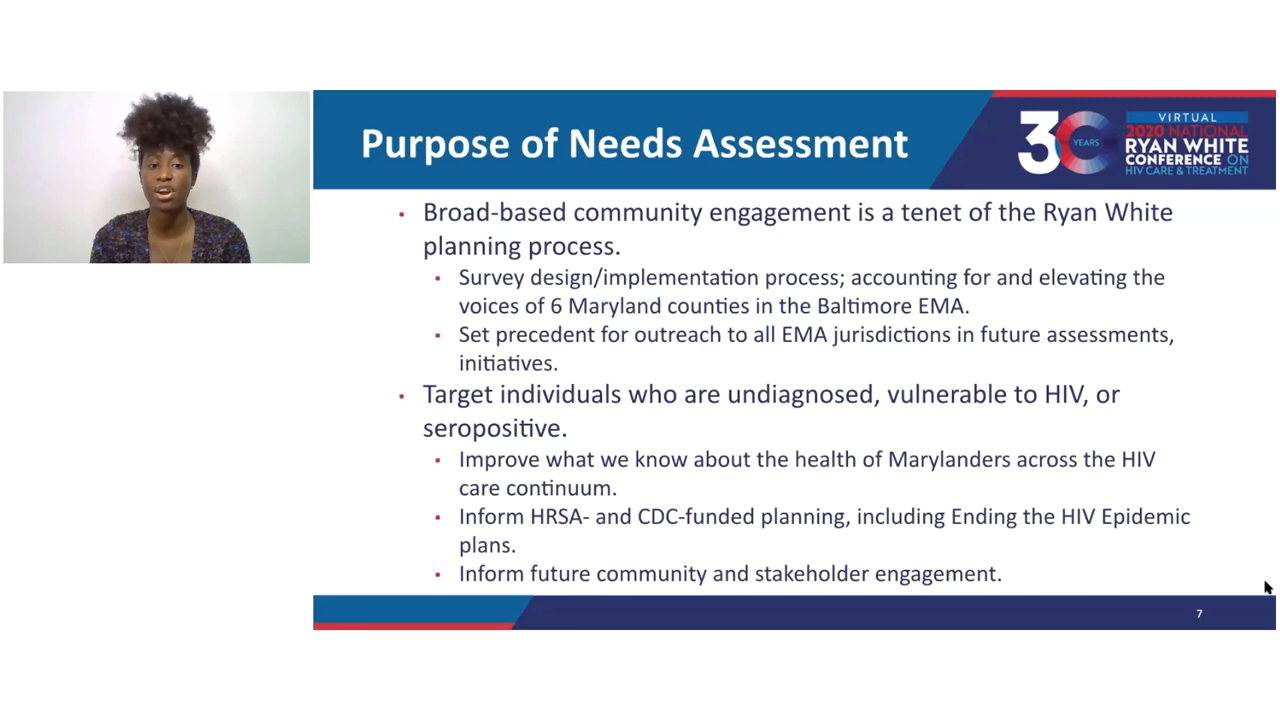 Purpose of Needs Assessment
30
YEARS
VIRTUAL
2020 NATIONAL
RYAN WHITE
CONFERENCE ON
HIV CARE & TREATMENT
• Broad-based community engagement is a tenet of the Ryan White
planning process.
• Survey design/implementation process; accounting for and elevating the
voices of 6 Maryland counties in the Baltimore EMA.
• Set precedent for outreach to all EMA jurisdictions in future assessments,
initiatives.
• Target individuals who are undiagnosed, vulnerable to HIV, or
seropositive.
• Improve what we know about the health of Marylanders across the HIV
care continuum.
• Inform HRSA- and CDC-funded planning, including Ending the HIV Epidemic
plans.
• Inform future community and stakeholder engagement.
7